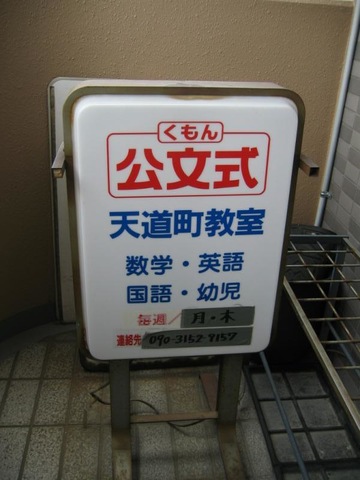 くもん
公文式
天道町教室
数学・英語
国語・幼児
毎週/月・木
連絡先 090-3152-9157